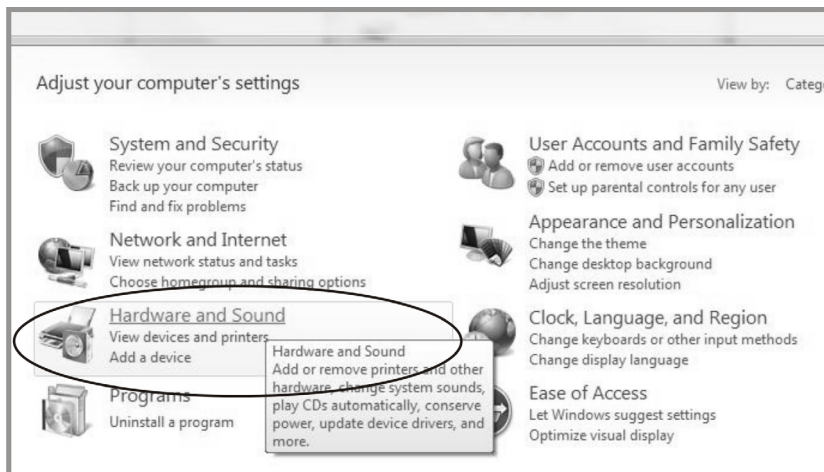 Adjust your computer's settings
View by:
System and Security
Review your computer's status
Back up your computer
Find and fix problems
Network and Internet
View network status and tasks
Choose homegroup and sharing options
Hardware and Sound
View devices and printers
Add a device
Programs
Uninstall a program
Hardware and Sound
Add or remove printers and other
hardware, change system sounds,
play CDs automatically, conserve
power, update device drivers, and
more.
User Accounts and Family Safety
Add or remove user accounts
Set up parental controls for any user
Appearance and Personalization
Change the theme
Change desktop background
Adjust screen resolution
Clock, Language, and Region
Change keyboards or other input methods
Change display language
Ease of Access
Let Windows suggest settings
Optimize visual display